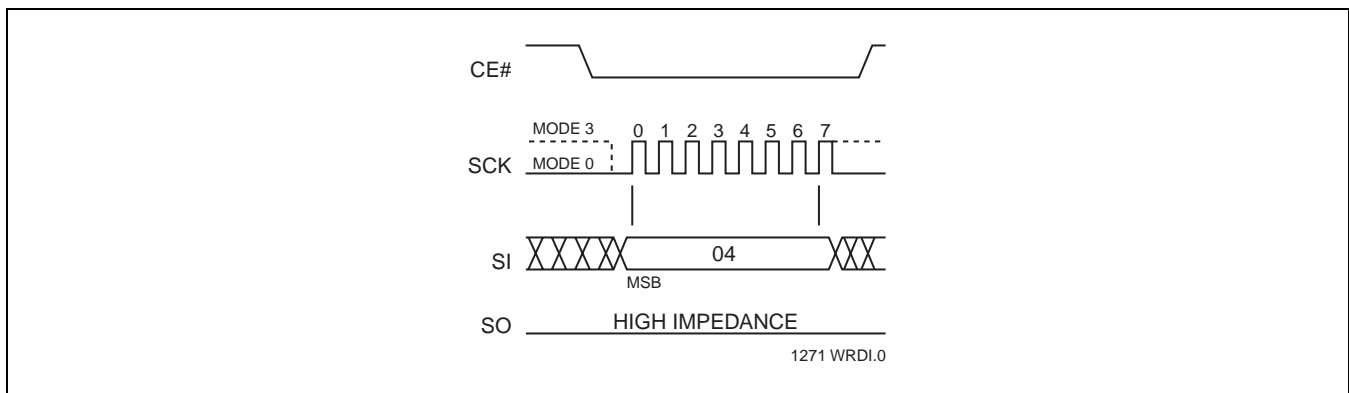 CE#
MODE 3
0 1 2 3 4 5 6 7
SCK
MODE 0
SI
04
MSB
SO
HIGH IMPEDANCE
1271 WRDI.0